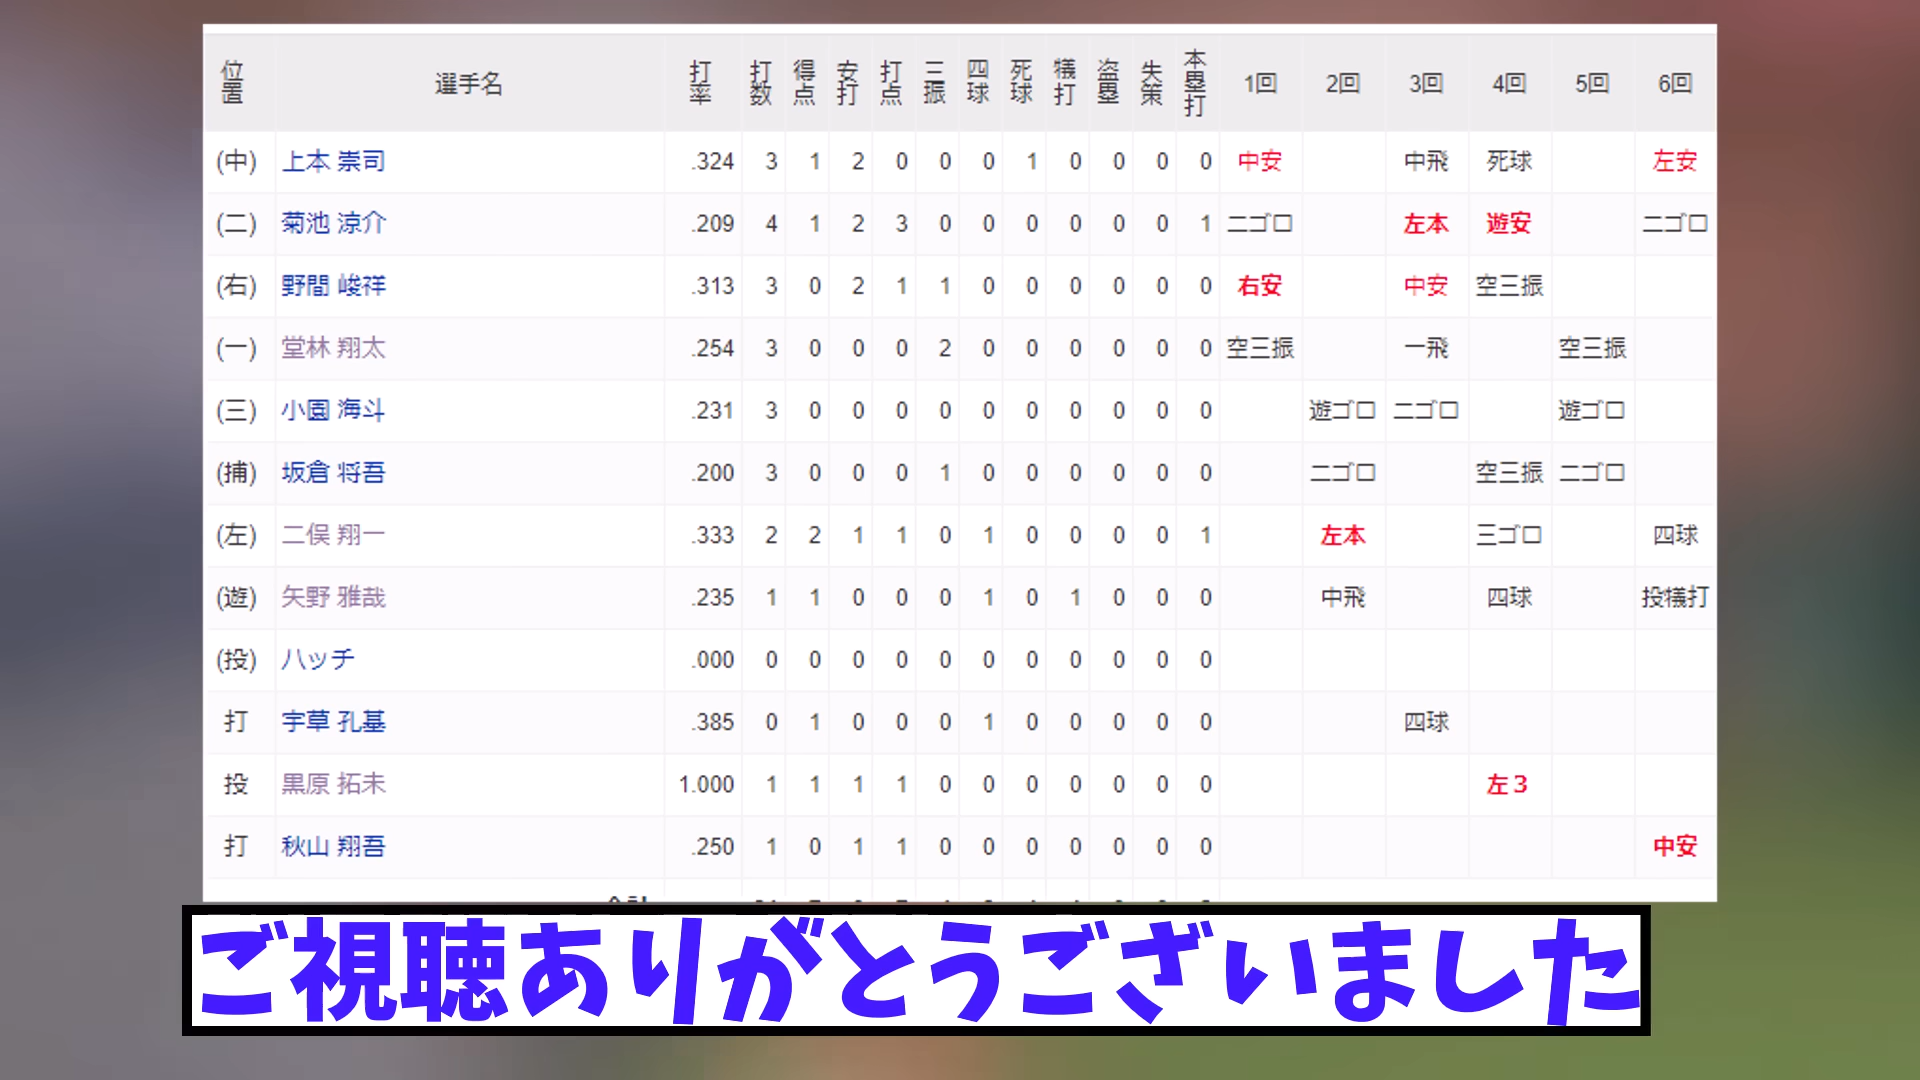 位置 選手名 打率 打数 得点 安打 打点 三振 四球 死球 犠打 盗塁 失策 本塁打 1回 2回 3回 4回 5回 6回
(中) 上本 崇司 .324 3 1 2 0 0 0 1 0 0 0 0 中安 中飛 死球 左安
(二) 菊池 涼介 .209 4 1 2 3 0 0 0 0 0 0 1 二ゴロ 左本 遊安 二ゴロ
(右) 野間 峻祥 .313 3 0 2 1 1 0 0 0 0 0 0 右安 中安 空三振
(一) 堂林 翔太 .254 3 0 0 0 2 0 0 0 0 0 0 空三振 一飛 空三振
(三) 小園 海斗 .231 3 0 0 0 0 0 0 0 0 0 0 遊ゴロ 二ゴロ 遊ゴロ
(捕) 坂倉 将吾 .200 3 0 0 0 1 0 0 0 0 0 0 二ゴロ 空三振 二ゴロ
(左) 二俣 翔一 .333 2 2 1 1 0 1 0 0 0 0 1 左本 三ゴロ 四球
(遊) 矢野 雅哉 .235 1 1 0 0 0 1 0 1 0 0 0 中飛 四球 投犠打
(投) ハッチ .000 0 0 0 0 0 0 0 0 0 0 0
打 宇草 孔基 .385 0 1 0 0 0 1 0 0 0 0 0 四球
投 黒原 拓未 1.000 1 1 1 1 0 0 0 0 0 0 0 左３
打 秋山 翔吾 .250 1 0 1 1 0 0 0 0 0 0 0 中安
ご視聴ありがとうございました